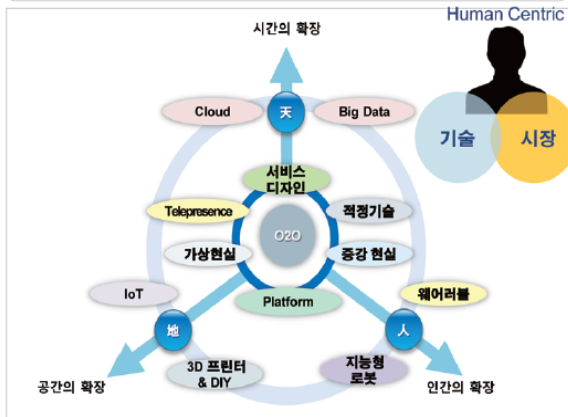 Human Centric
시간의 확장
기술
시장
Cloud
天
Big Data
서비스
디자인
Telepresence
적정기술
O2O
가상현실
증강 현실
IoT
Platform
웨어러블
地
人
3D 프린터
& DIY
지능형
로봇
공간의 확장
인간의 확장